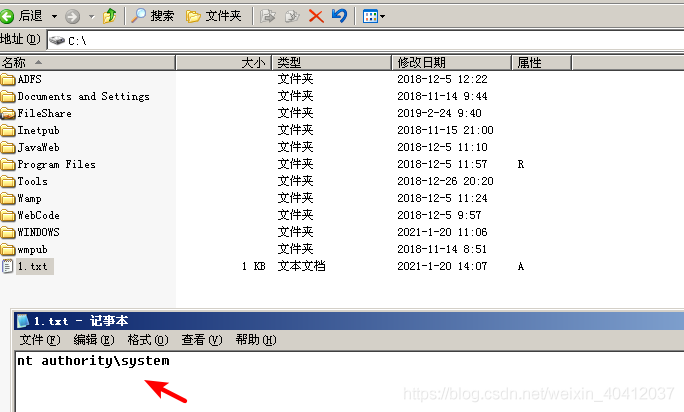 后退 搜索 文件夹
地址(D) C:\
名称 大小 类型 修改日期 属性
ADFS 文件夹 2018-12-5 12:22
Documents and Settings 文件夹 2018-11-14 9:44
FileShare 文件夹 2019-2-24 9:40
Inetpub 文件夹 2018-11-15 21:00
JavaWeb 文件夹 2018-12-5 11:10
Program Files 文件夹 2018-12-5 11:57 R
Tools 文件夹 2018-12-26 20:20
Wamp 文件夹 2018-12-5 11:24
WebCode 文件夹 2018-12-5 9:57
WINDOWS 文件夹 2021-1-20 11:06
wmpub 文件夹 2018-11-14 8:51
1.txt 1 KB 文本文档 2021-1-20 14:07 A
1.txt - 记事本
文件(F) 编辑(E) 格式(O) 查看(V) 帮助(H)
nt authority\system
https://blog.csdn.net/weixin_40412037